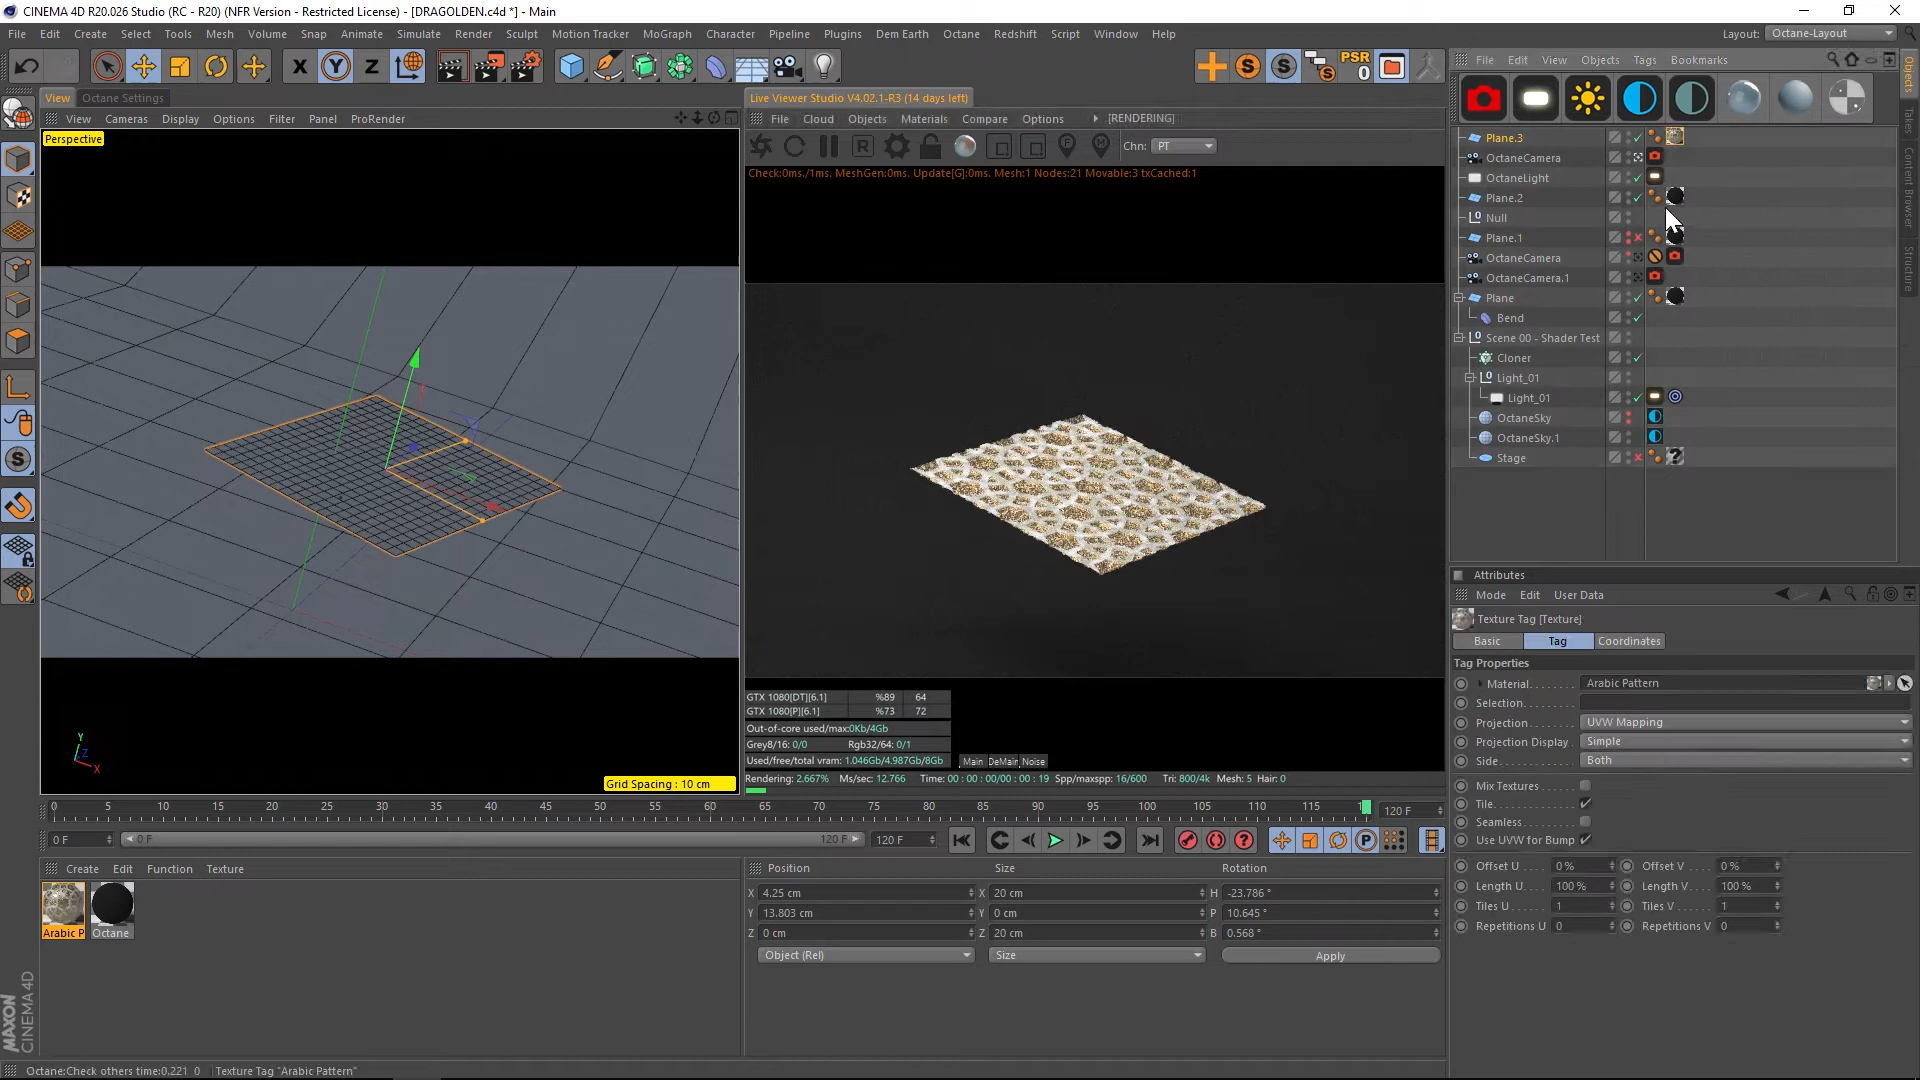 CINEMA 4D R20.026 Studio (RC - R20) (NFR Version - Restricted License) - [DRAGOLDEN.c4d *] - Main
File Edit Create Select Tools Mesh Volume Snap Animate Simulate Render Sculpt Motion Tracker MoGraph Character Pipeline Plugins Dem Earth Octane Redshift Script Window Help Layout: Octane-Layout
X Y Z PSR 0
File Edit View Objects Tags Bookmarks
View Octane Settings Live Viewer Studio V4.02.1-R3 (14 days left)
View Cameras Display Options Filter Panel ProRender File Cloud Objects Materials Compare Options [RENDERING]
Perspective
R Chn: PT
Check:0ms./1ms. MeshGen:0ms. Update[G]:0ms. Mesh:1 Nodes:21 Movable:3 txCached:1
Plane.3
OctaneCamera
OctaneLight
Plane.2
Null
Plane.1
OctaneCamera
OctaneCamera.1
Plane
Bend
Scene 00 - Shader Test
Cloner
Light_01
Light_01
OctaneSky
OctaneSky.1
Stage
Objects
Takes
Content Browser
Structure
Attributes
Mode Edit User Data
Texture Tag [Texture]
Basic Tag Coordinates
Tag Properties
Material Arabic Pattern
Selection
Projection UVW Mapping
Projection Display Simple
Side Both
Mix Textures
Tile
Seamless
Use UVW for Bump
Offset U 0 % Offset V 0 %
Length U 100 % Length V 100 %
Tiles U 1 Tiles V 1
Repetitions U 0 Repetitions V 0
Y
Z
X
Grid Spacing : 10 cm
GTX 1080[DT][6.1] %89 64
GTX 1080[P][6.1] %73 72
Out-of-core used/max:0Kb/4Gb
Grey8/16: 0/0 Rgb32/64: 0/1
Used/free/total vram: 1.046Gb/4.987Gb/8Gb
Main DeMain Noise
Rendering: 2.667% Ms/sec: 12.766 Time: 00 : 00 : 00/00 : 00 : 19 Spp/maxspp: 16/600 Tri: 800/4k Mesh: 5 Hair: 0
0 5 10 15 20 25 30 35 40 45 50 55 60 65 70 75 80 85 90 95 100 105 110 115 120 F
0 F 0 F 120 F 120 F
Create Edit Function Texture
Arabic P
Octane
Position Size Rotation
X 4.25 cm X 20 cm H -23.786 °
Y 13.803 cm Y 0 cm P 10.645 °
Z 0 cm Z 20 cm B 0.568 °
Object (Rel) Size Apply
MAXON
CINEMA 4D
Octane:Check others time:0.221 0 Texture Tag "Arabic Pattern"